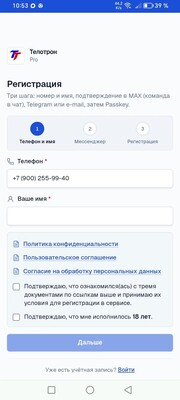 10:53
44,2
K/s
39 %
Телотрон
Pro
Регистрация
Три шага: номер и имя, подтверждение в MAX (команда
в чат), Telegram или e-mail, затем Passkey.
1
2
3
Телефон и имя
Мессенджер
Регистрация
Телефон *
+7 (900) 255-99-40
Ваше имя *
Политика конфиденциальности
Пользовательское соглашение
Согласие на обработку персональных данных
Подтверждаю, что ознакомился(ась) с тремя
документами по ссылкам выше и принимаю их
условия для регистрации в сервисе.
Подтверждаю, что мне исполнилось 18 лет.
Дальше
Уже есть учётная запись? Войти